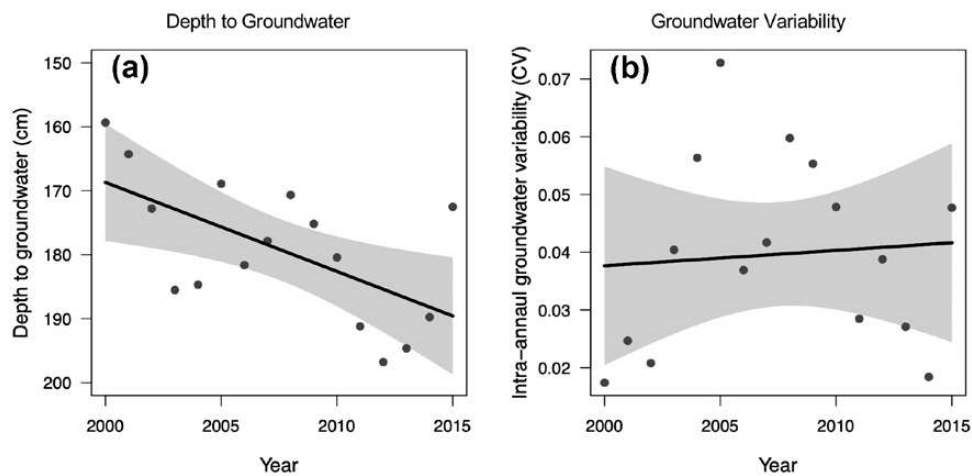 Depth to Groundwater
(a)
Depth to groundwater (cm)
150
160
170
180
190
200
2000
2005
2010
2015
Year
Groundwater Variability
(b)
Intra-annaul groundwater variability (CV)
0.07
0.06
0.05
0.04
0.03
0.02
2000
2005
2010
2015
Year